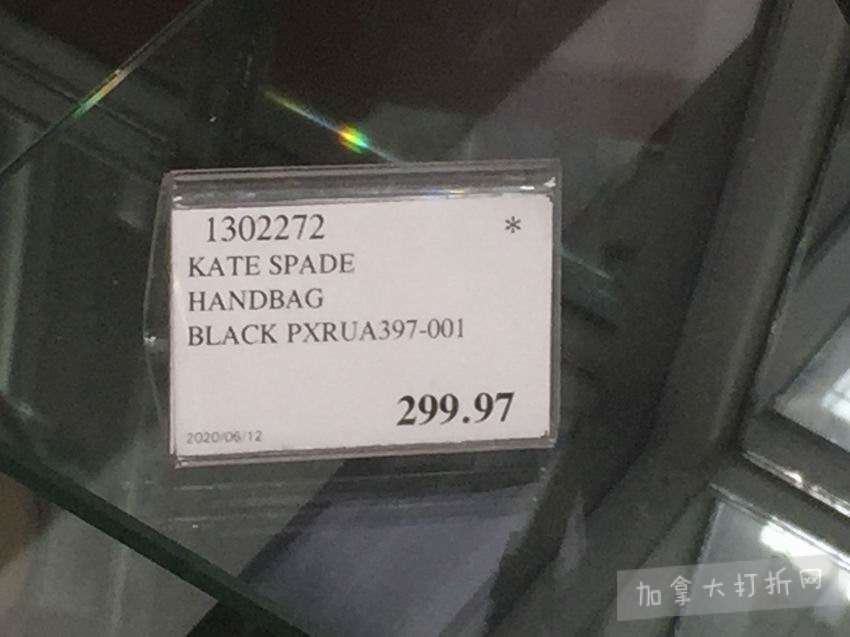 1302272 *
KATE SPADE
HANDBAG
BLACK PXRUA397-001
299.97
2020/06/12
加拿大打折网